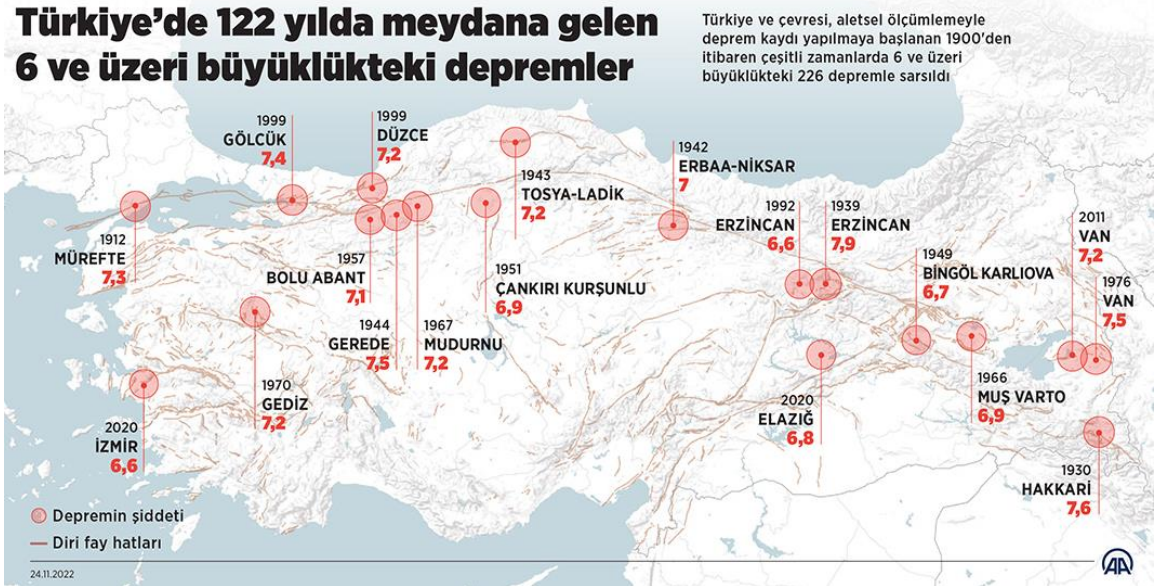 Türkiye’de 122 yılda meydana gelen
6 ve üzeri büyüklükteki depremler
Türkiye ve çevresi, aletsel ölçümlemeyle
deprem kaydı yapılmaya başlanan 1900'den
itibaren çeşitli zamanlarda 6 ve üzeri
büyüklükteki 226 depremle sarsıldı
1999
GÖLCÜK
7,4
1999
DÜZCE
7,2
1943
TOSYA-LADİK
7,2
1942
ERBAA-NİKSAR
7
1992
ERZİNCAN
6,6
1939
ERZİNCAN
7,9
1949
BİNGÖL KARLIOVA
6,7
2011
VAN
7,2
1976
VAN
7,5
1912
MÜREFTE
7,3
1957
BOLU ABANT
7,1
1944
GEREDE
7,5
1967
MUDURNU
7,2
1951
ÇANKIRI KURŞUNLU
6,9
1970
GEDİZ
7,2
2020
İZMİR
6,6
2020
ELAZIĞ
6,8
1966
MUŞ VARTO
6,9
1930
HAKKARİ
7,6
Depremin şiddeti
Diri fay hatları
24.11.2022
AA